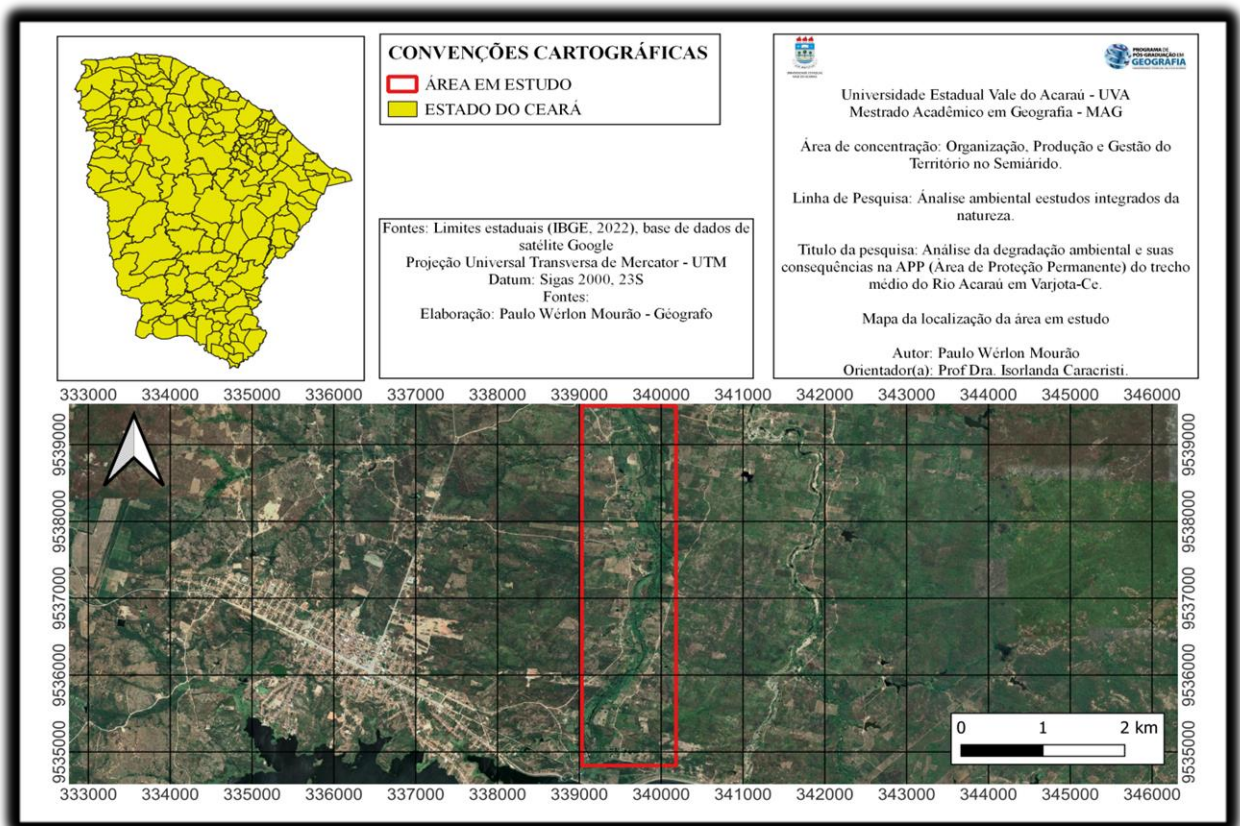 CONVENÇÕES CARTOGRÁFICAS
ÁREA EM ESTUDO
ESTADO DO CEARÁ
Fontes: Limites estaduais (IBGE, 2022), base de dados de
satélite Google
Projeção Universal Transversa de Mercator - UTM
Datum: Sigas 2000, 23S
Fontes:
Elaboração: Paulo Wérlon Mourão - Géografo
PROGRAMA DE
PÓS-GRADUAÇÃO EM
GEOGRAFIA
Universidade Estadual Vale do Acaraú - UVA
Mestrado Acadêmico em Geografia - MAG
Área de concentração: Organização, Produção e Gestão do
Território no Semiárido.
Linha de Pesquisa: Ánalise ambiental eestudos integrados da
natureza.
Titulo da pesquisa: Análise da degradação ambiental e suas
consequências na APP (Área de Proteção Permanente) do trecho
médio do Rio Acaraú em Varjota-Ce.
Mapa da localização da área em estudo
Autor: Paulo Wérlon Mourão
Orientador(a): Prof Dra. Isorlanda Caracristi.
333000 334000 335000 336000 337000 338000 339000 340000 341000 342000 343000 344000 345000 346000
9539000 9539000
9538000 9538000
9537000 9537000
9536000 9536000
9535000 9535000
0 1 2 km
333000 334000 335000 336000 337000 338000 339000 340000 341000 342000 343000 344000 345000 346000